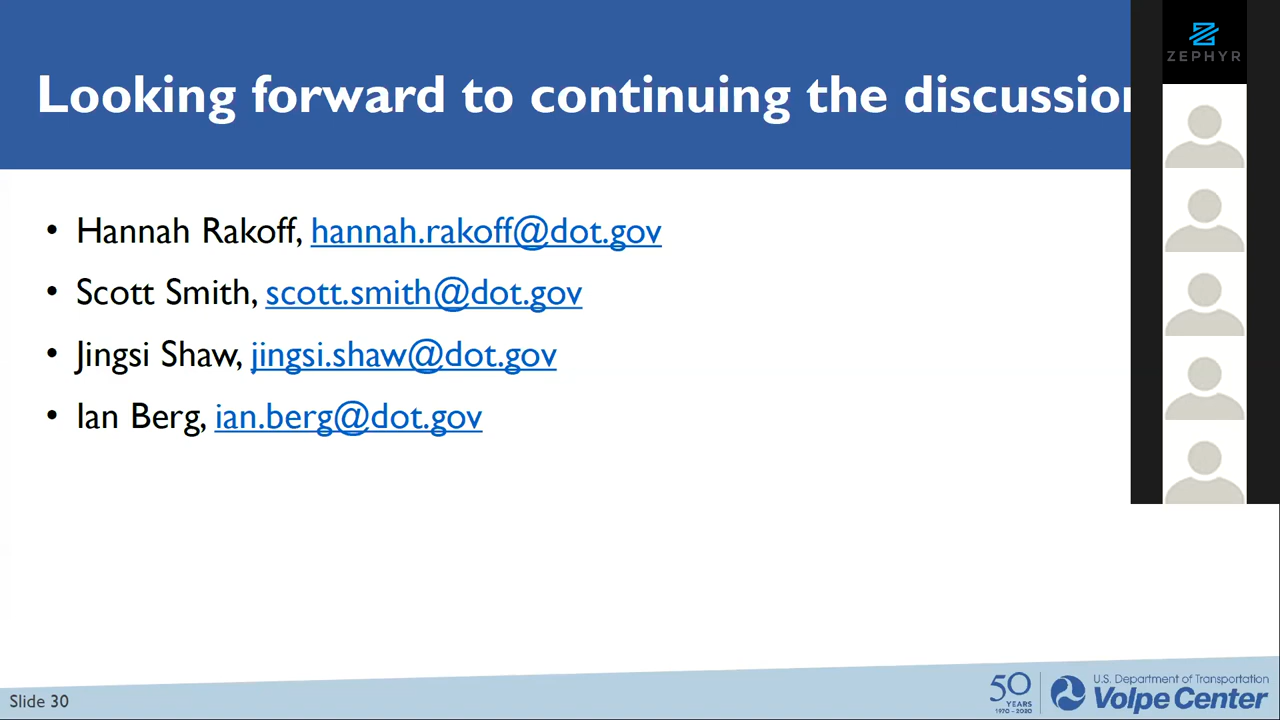 Looking forward to continuing the discussion
ZEPHYR
• Hannah Rakoff, hannah.rakoff@dot.gov
• Scott Smith, scott.smith@dot.gov
• Jingsi Shaw, jingsi.shaw@dot.gov
• Ian Berg, ian.berg@dot.gov
Slide 30
50
YEARS
1970-2020
U.S. Department of Transportation
Volpe Center